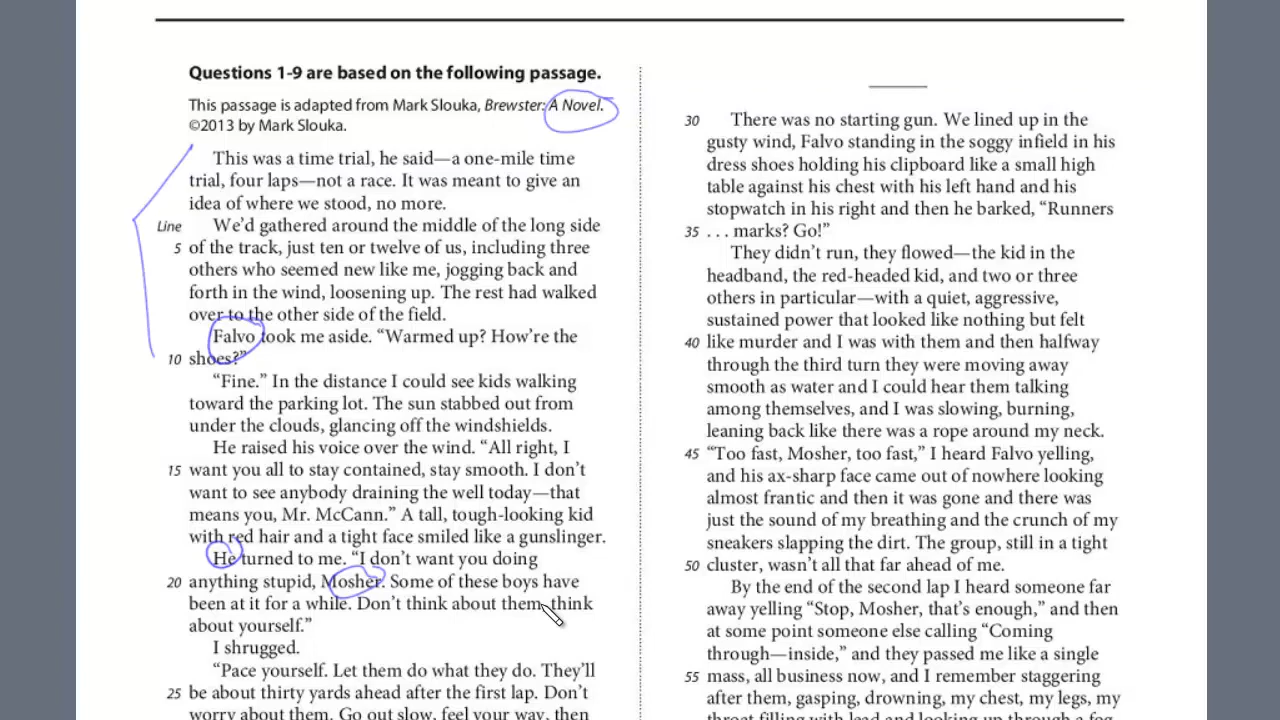 Questions 1-9 are based on the following passage.
This passage is adapted from Mark Slouka, Brewster: A Novel.
©2013 by Mark Slouka.
This was a time trial, he said—a one-mile time
trial, four laps—not a race. It was meant to give an
idea of where we stood, no more.
Line We’d gathered around the middle of the long side
5 of the track, just ten or twelve of us, including three
others who seemed new like me, jogging back and
forth in the wind, loosening up. The rest had walked
over to the other side of the field.
Falvo took me aside. “Warmed up? How’re the
10 shoes?”
“Fine.” In the distance I could see kids walking
toward the parking lot. The sun stabbed out from
under the clouds, glancing off the windshields.
He raised his voice over the wind. “All right, I
15 want you all to stay contained, stay smooth. I don’t
want to see anybody draining the well today—that
means you, Mr. McCann.” A tall, tough-looking kid
with red hair and a tight face smiled like a gunslinger.
He turned to me. “I don’t want you doing
20 anything stupid, Mosher. Some of these boys have
been at it for a while. Don’t think about them, think
about yourself.”
I shrugged.
“Pace yourself. Let them do what they do. They’ll
25 be about thirty yards ahead after the first lap. Don’t
worry about them. Go out slow, feel your way, then
30 There was no starting gun. We lined up in the
gusty wind, Falvo standing in the soggy infield in his
dress shoes holding his clipboard like a small high
table against his chest with his left hand and his
stopwatch in his right and then he barked, “Runners
35 . . . marks? Go!”
They didn’t run, they flowed—the kid in the
headband, the red-headed kid, and two or three
others in particular—with a quiet, aggressive,
sustained power that looked like nothing but felt
40 like murder and I was with them and then halfway
through the third turn they were moving away
smooth as water and I could hear them talking
among themselves, and I was slowing, burning,
leaning back like there was a rope around my neck.
45 “Too fast, Mosher, too fast,” I heard Falvo yelling,
and his ax-sharp face came out of nowhere looking
almost frantic and then it was gone and there was
just the sound of my breathing and the crunch of my
sneakers slapping the dirt. The group, still in a tight
50 cluster, wasn’t all that far ahead of me.
By the end of the second lap I heard someone far
away yelling “Stop, Mosher, that’s enough,” and then
at some point someone else calling “Coming
through—inside,” and they passed me like a single
55 mass, all business now, and I remember staggering
after them, gasping, drowning, my chest, my legs, my
throat filling with lead and looking up through a fog